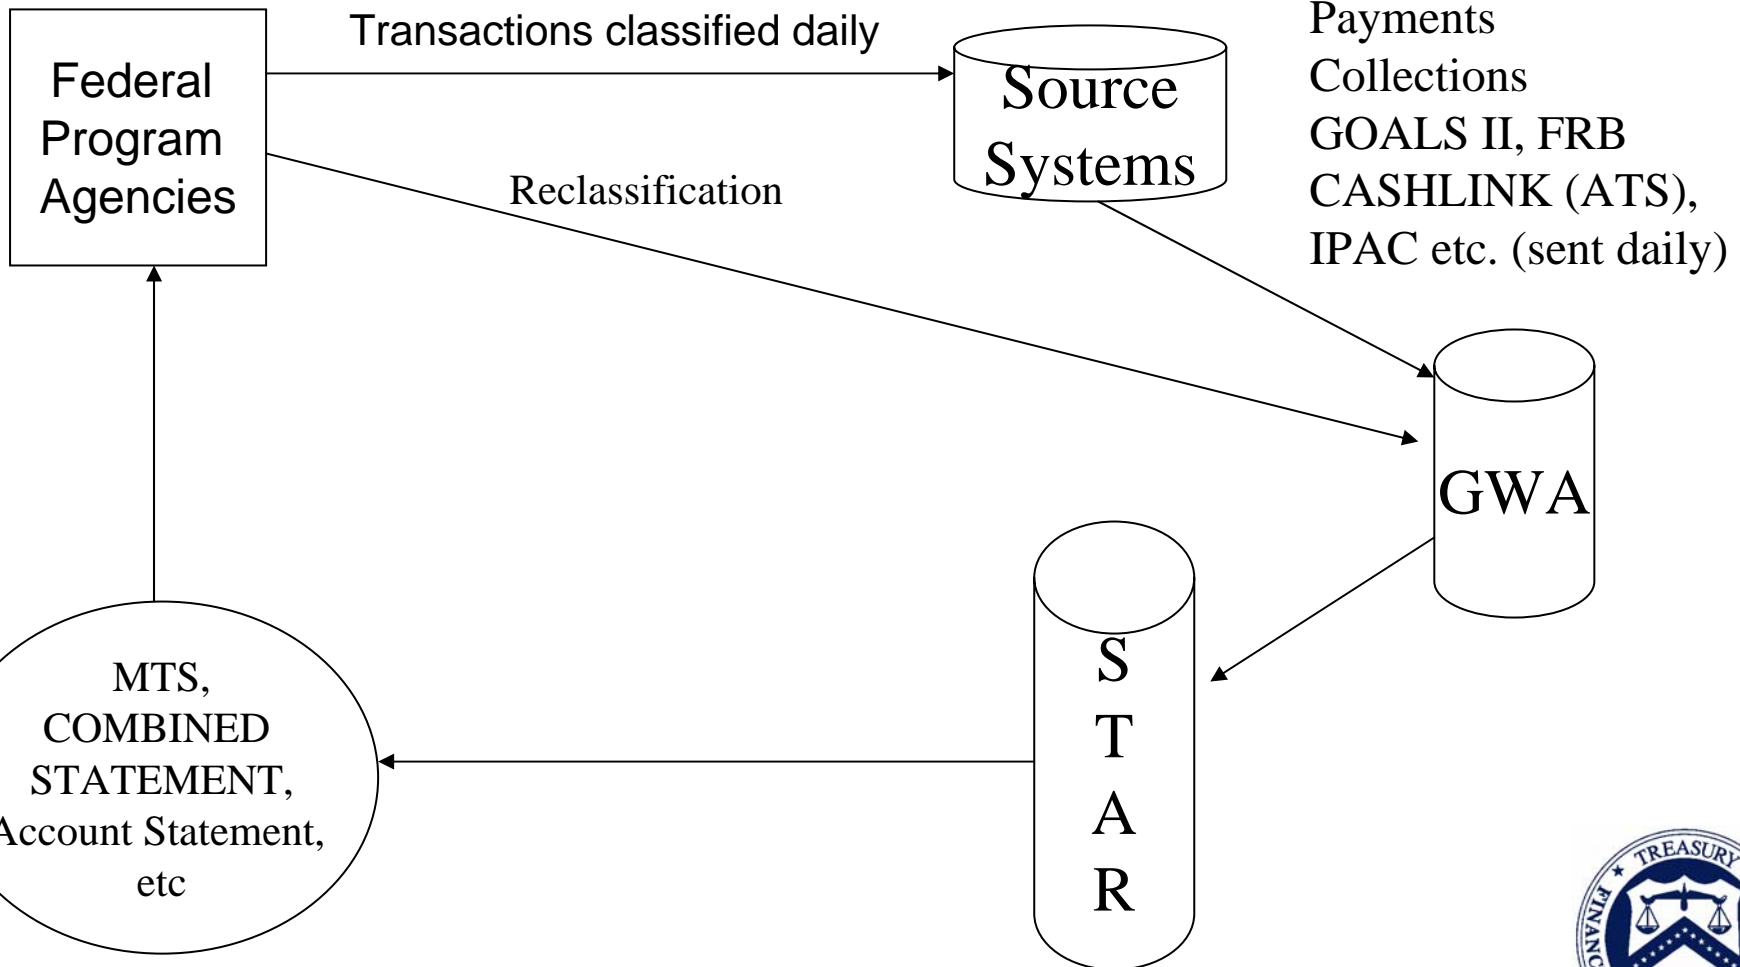 Transactions classified daily
Federal
Program
Agencies
Source
Systems
Payments
Collections
GOALS II, FRB
CASHLINK (ATS),
IPAC etc. (sent daily)
Reclassification
GWA
S
T
A
R
MTS,
COMBINED
STATEMENT,
Account Statement,
etc
TREASURY